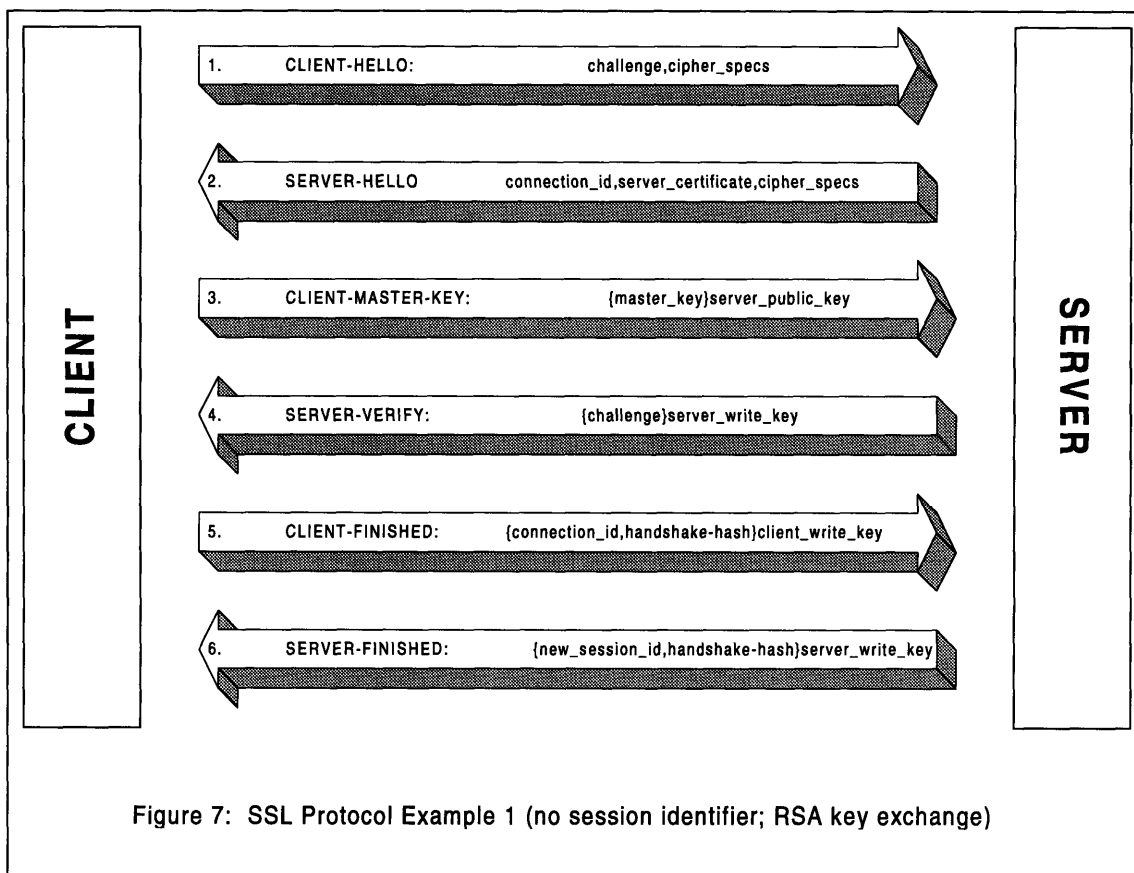 CLIENT
1. CLIENT-HELLO: challenge,cipher_specs
2. SERVER-HELLO connection_id,server_certificate,cipher_specs
3. CLIENT-MASTER-KEY: {master_key}server_public_key
4. SERVER-VERIFY: {challenge}server_write_key
5. CLIENT-FINISHED: {connection_id,handshake-hash}client_write_key
6. SERVER-FINISHED: {new_session_id,handshake-hash}server_write_key
SERVER
Figure 7: SSL Protocol Example 1 (no session identifier; RSA key exchange)